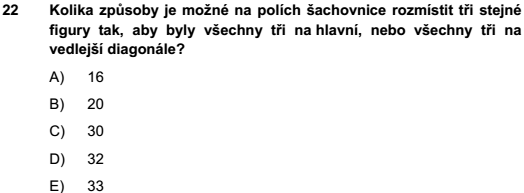 22 Kolika způsoby je možné na polích šachovnice rozmístit tři stejné
figury tak, aby byly všechny tři na hlavní, nebo všechny tři na
vedlejší diagonále?
A) 16
B) 20
C) 30
D) 32
E) 33